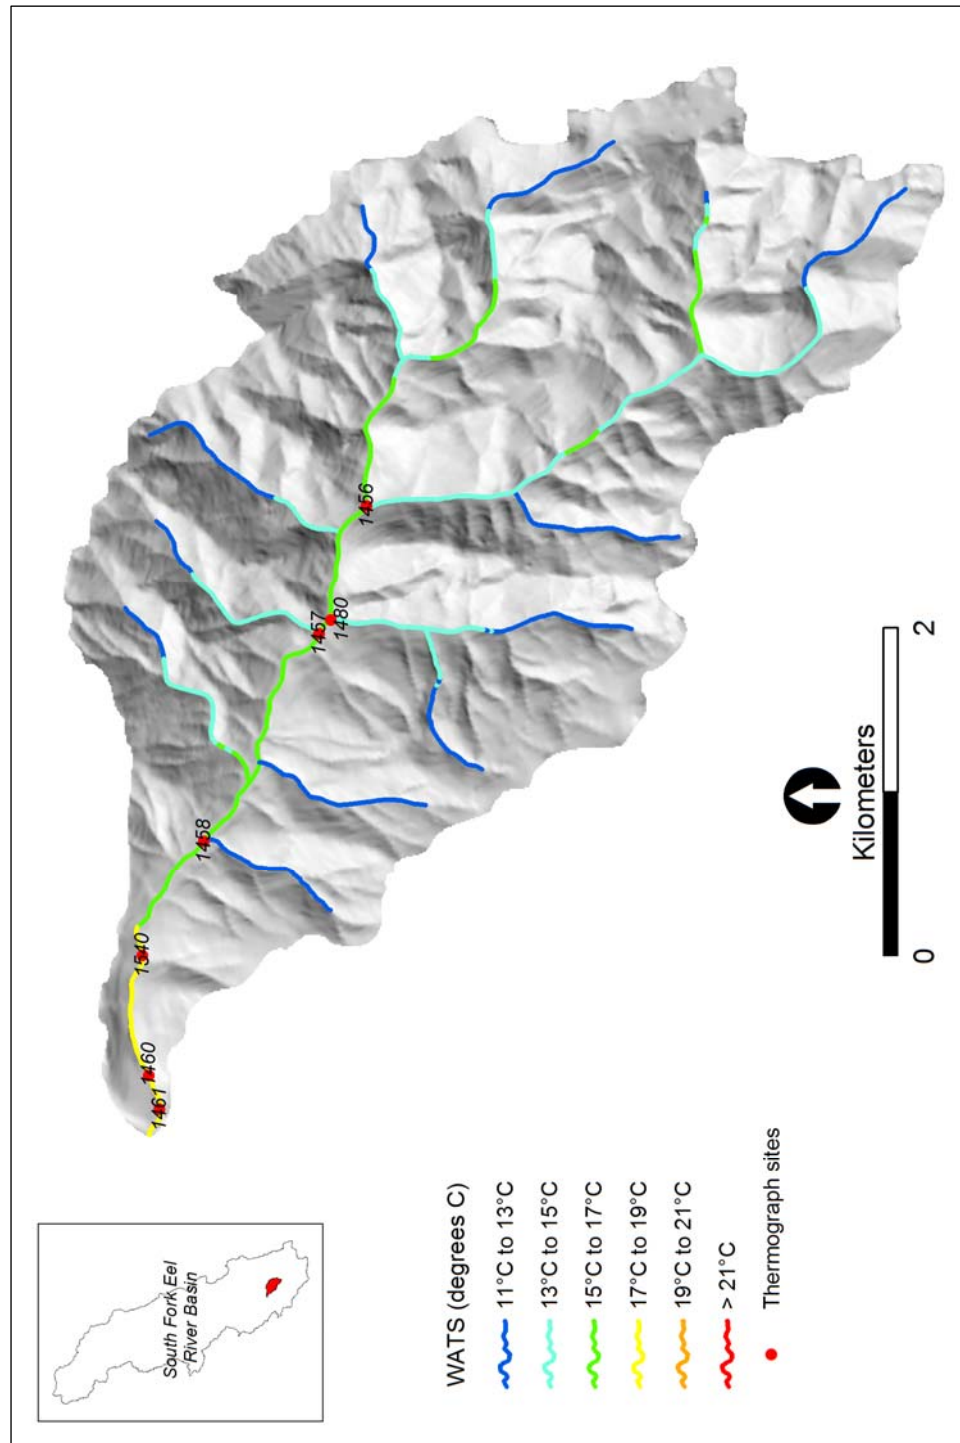 South Fork Eel
River Basin
WATS (degrees C)
11°C to 13°C
13°C to 15°C
15°C to 17°C
17°C to 19°C
19°C to 21°C
> 21°C
Thermograph sites
1461
1460
1540
1458
1457
1480
1456
Kilometers
0
2